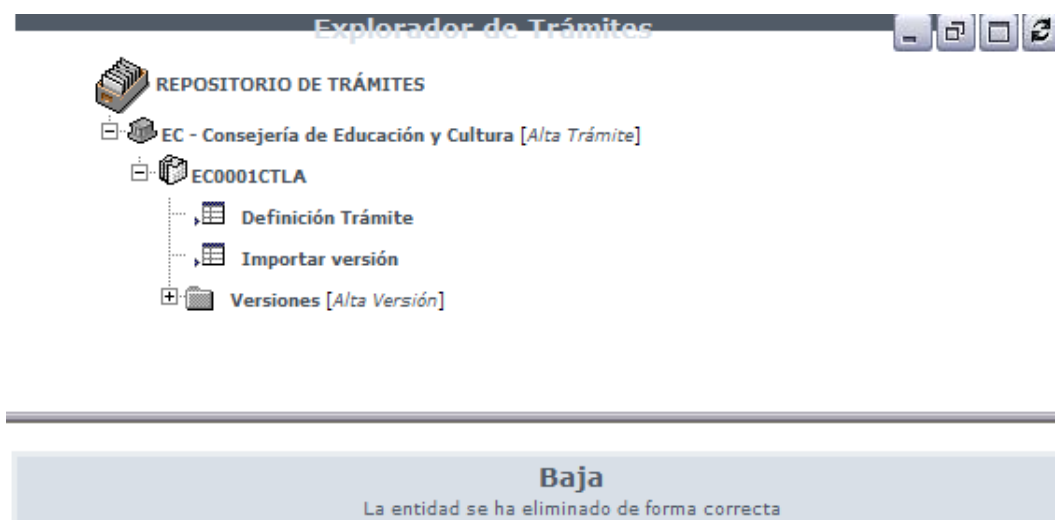 Explorador de Trámites
REPOSITORIO DE TRÁMITES
EC - Consejería de Educación y Cultura [Alta Trámite]
EC0001CTLA
Definición Trámite
Importar versión
Versiones [Alta Versión]
Baja
La entidad se ha eliminado de forma correcta